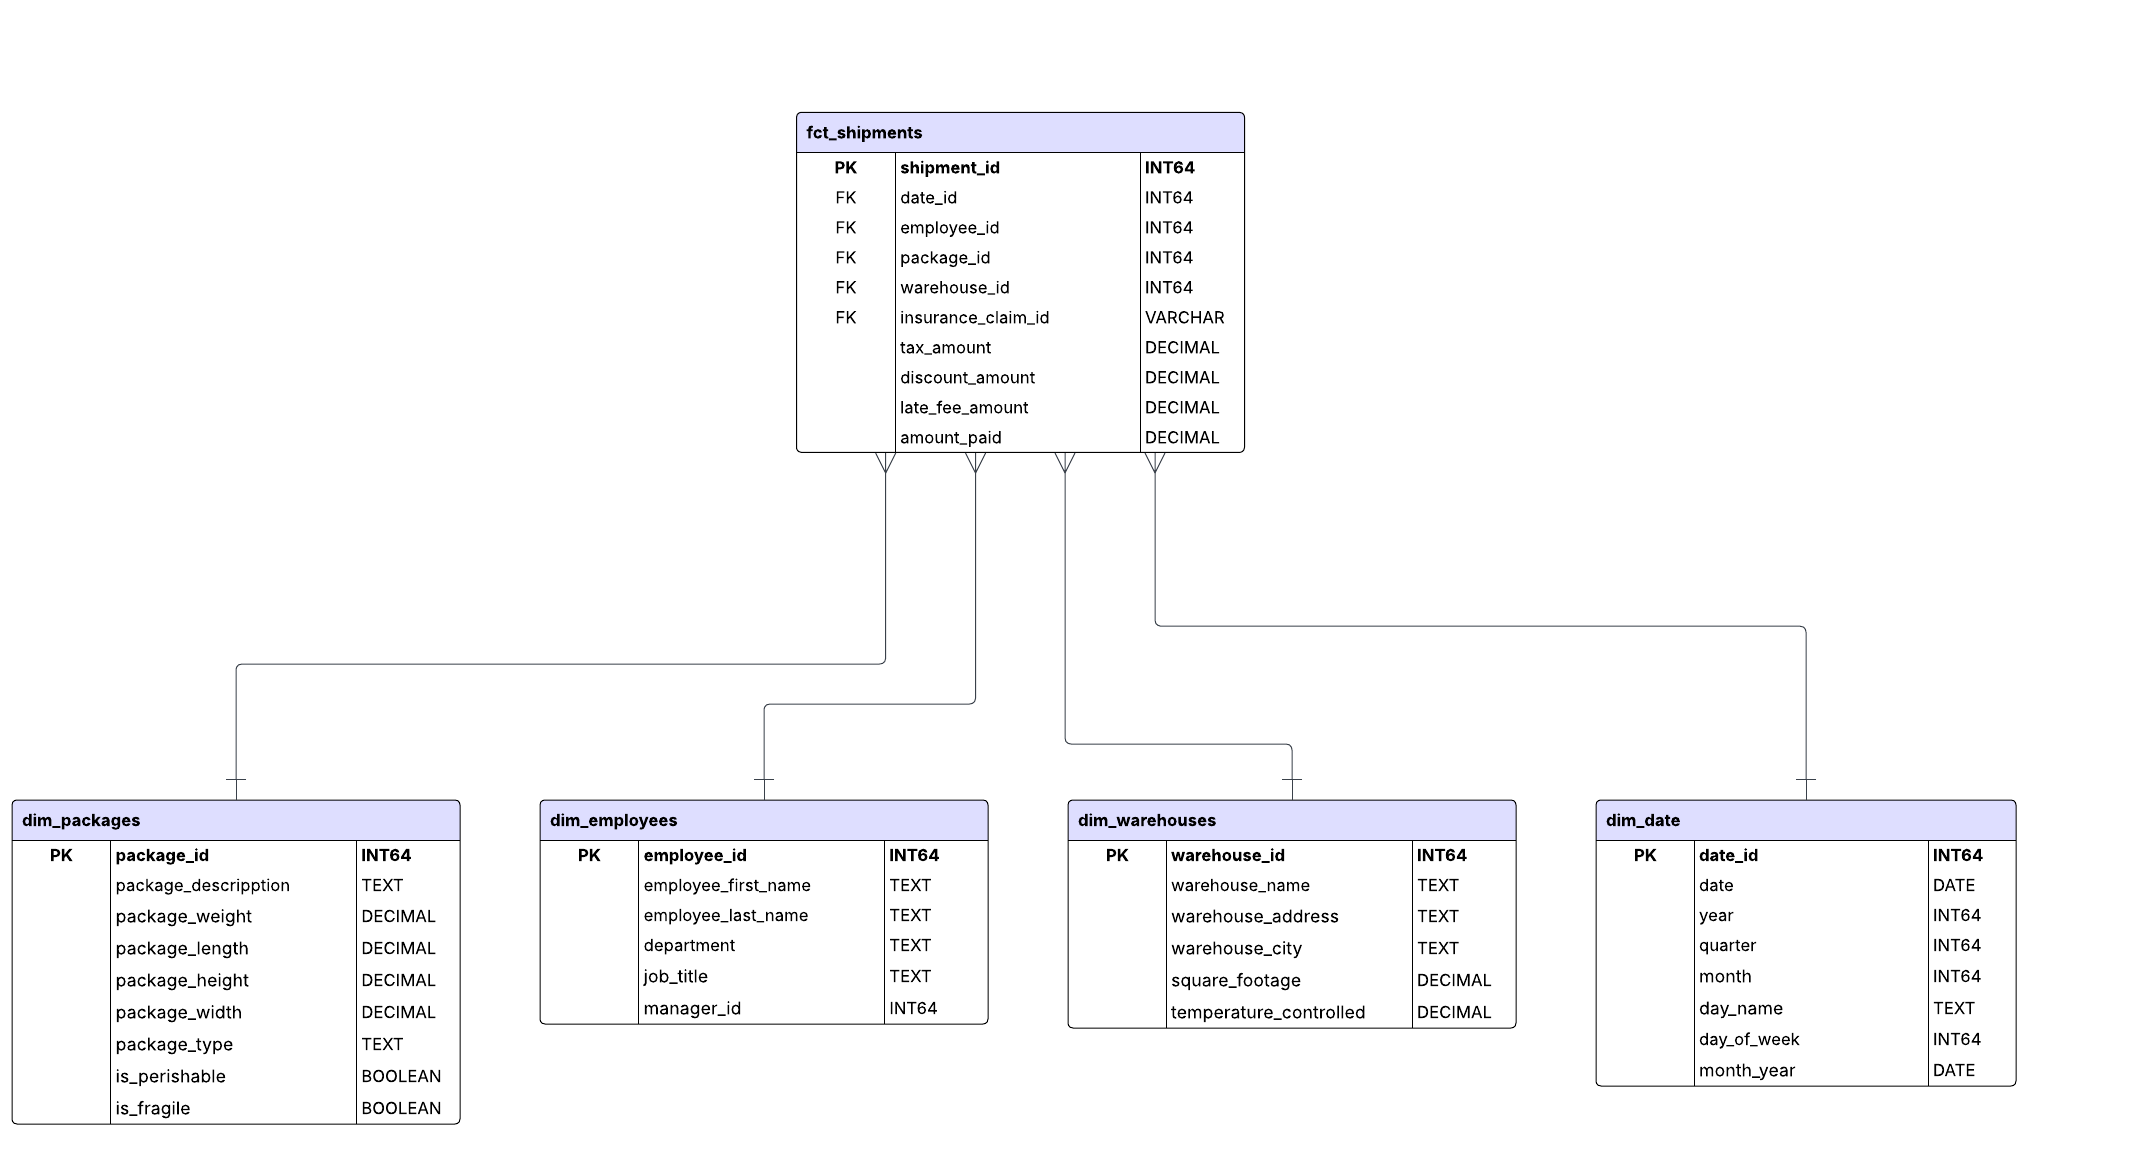 fct_shipments
PK shipment_id INT64
FK date_id INT64
FK employee_id INT64
FK package_id INT64
FK warehouse_id INT64
FK insurance_claim_id VARCHAR
tax_amount DECIMAL
discount_amount DECIMAL
late_fee_amount DECIMAL
amount_paid DECIMAL
dim_packages
PK package_id INT64
package_descripption TEXT
package_weight DECIMAL
package_length DECIMAL
package_height DECIMAL
package_width DECIMAL
package_type TEXT
is_perishable BOOLEAN
is_fragile BOOLEAN
dim_employees
PK employee_id INT64
employee_first_name TEXT
employee_last_name TEXT
department TEXT
job_title TEXT
manager_id INT64
dim_warehouses
PK warehouse_id INT64
warehouse_name TEXT
warehouse_address TEXT
warehouse_city TEXT
square_footage DECIMAL
temperature_controlled DECIMAL
dim_date
PK date_id INT64
date DATE
year INT64
quarter INT64
month INT64
day_name TEXT
day_of_week INT64
month_year DATE